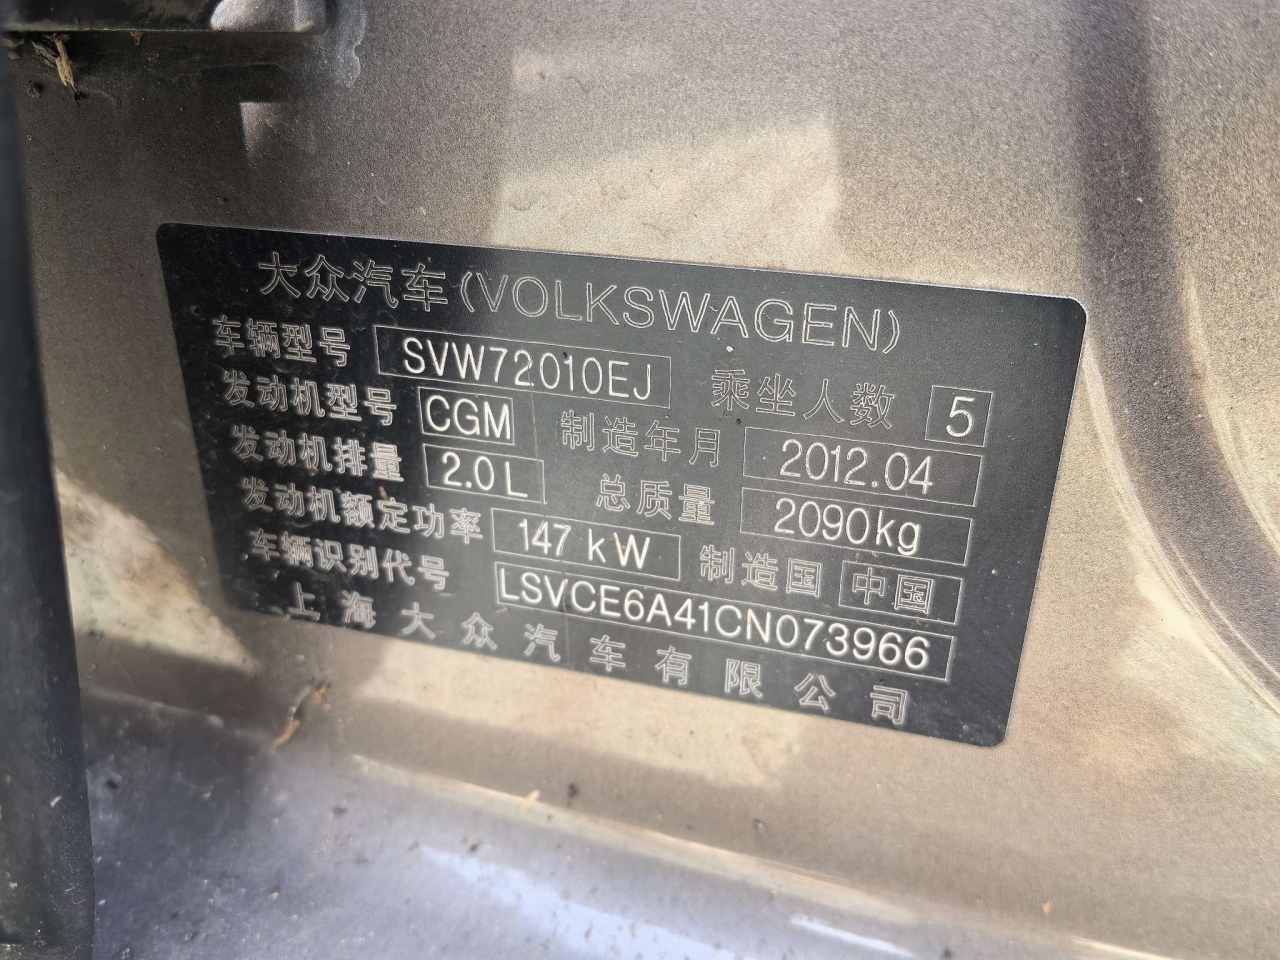 大众汽车(VOLKSWAGEN)
车辆型号 SVW72010EJ 乘坐人数 5
发动机型号 CGM 制造年月 2012.04
发动机排量 2.0L 总质量 2090kg
发动机额定功率 147kW 制造国 中国
车辆识别代号 LSVCE6A41CN073966
上海大众汽车有限公司